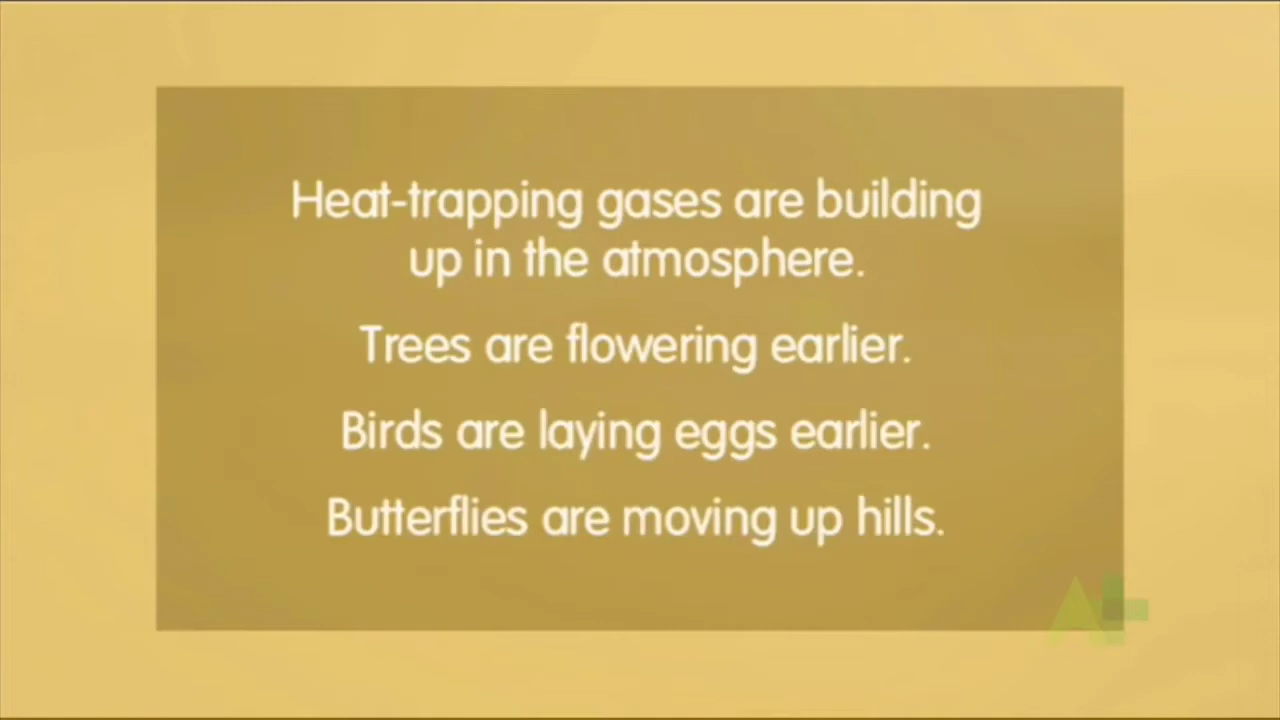 Heat-trapping gases are building
up in the atmosphere.
Trees are flowering earlier.
Birds are laying eggs earlier.
Butterflies are moving up hills.
A+